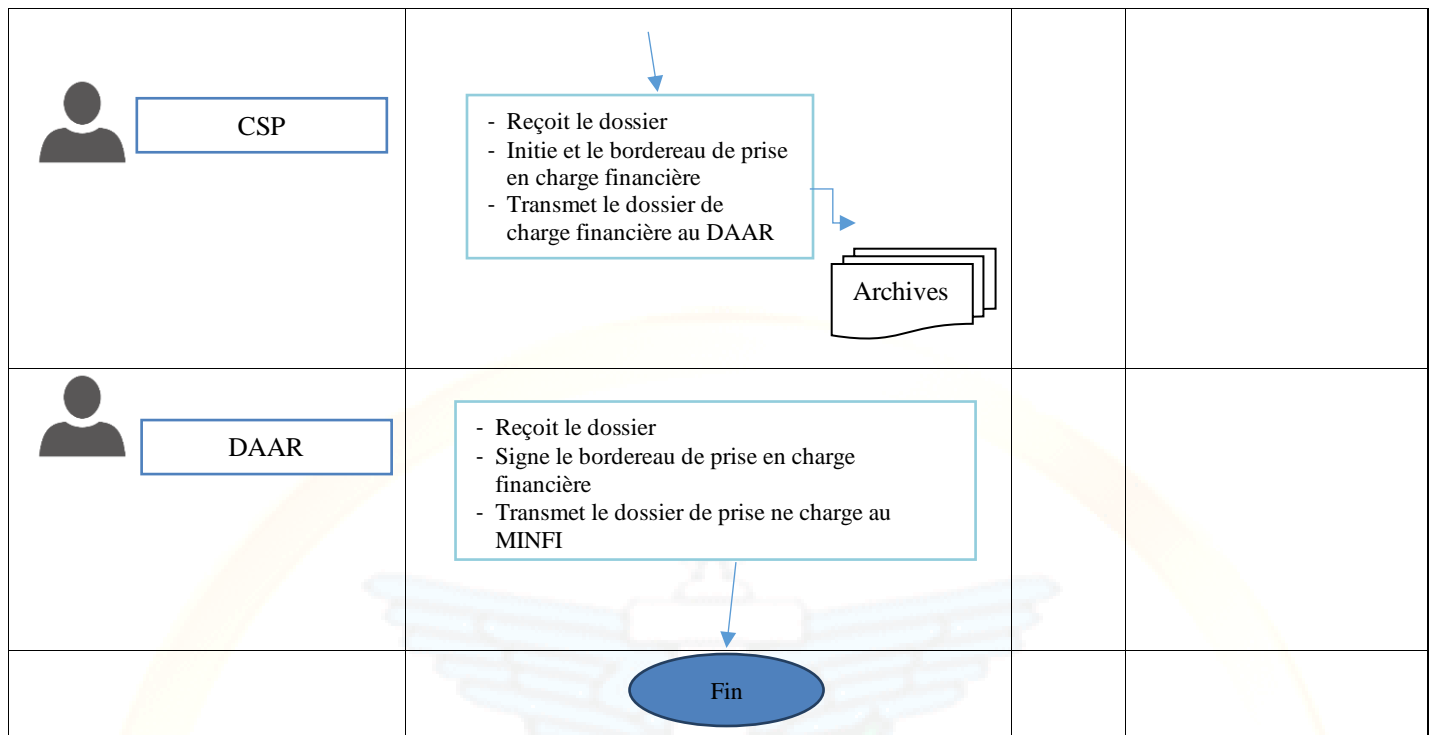 CSP
- Reçoit le dossier
- Initie et le bordereau de prise
en charge financière
- Transmet le dossier de
charge financière au DAAR
Archives
DAAR
- Reçoit le dossier
- Signe le bordereau de prise en charge
financière
- Transmet le dossier de prise ne charge au
MINFI
Fin